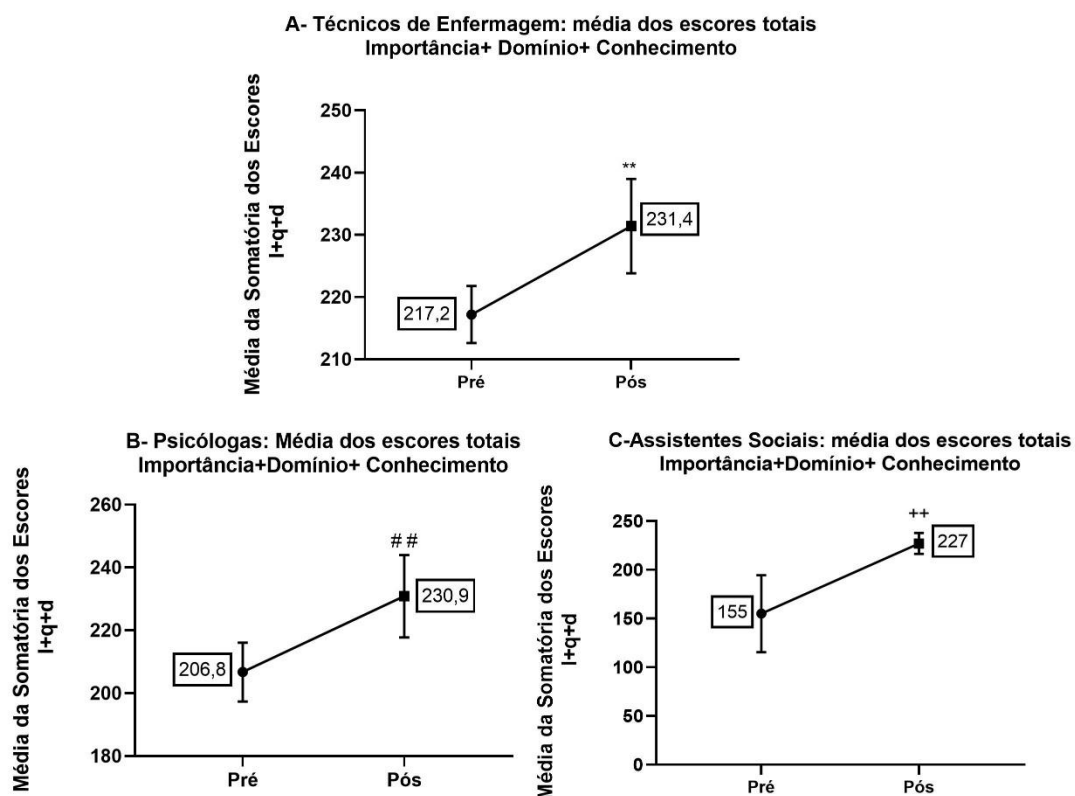 A- Técnicos de Enfermagem: média dos escores totais
Importância+ Domínio+ Conhecimento
Média da Somatória dos Escores
I+q+d
250
240
230
220
210
**
231,4
217,2
Pré
Pós
B- Psicólogas: Média dos escores totais
Importância+Domínio+ Conhecimento
Média da Somatória dos Escores
I+q+d
260
240
220
200
180
##
230,9
206,8
Pré
Pós
C-Assistentes Sociais: média dos escores totais
Importância+Domínio+ Conhecimento
Média da Somatória dos Escores
I+q+d
250
200
150
100
50
0
++
227
155
Pré
Pós